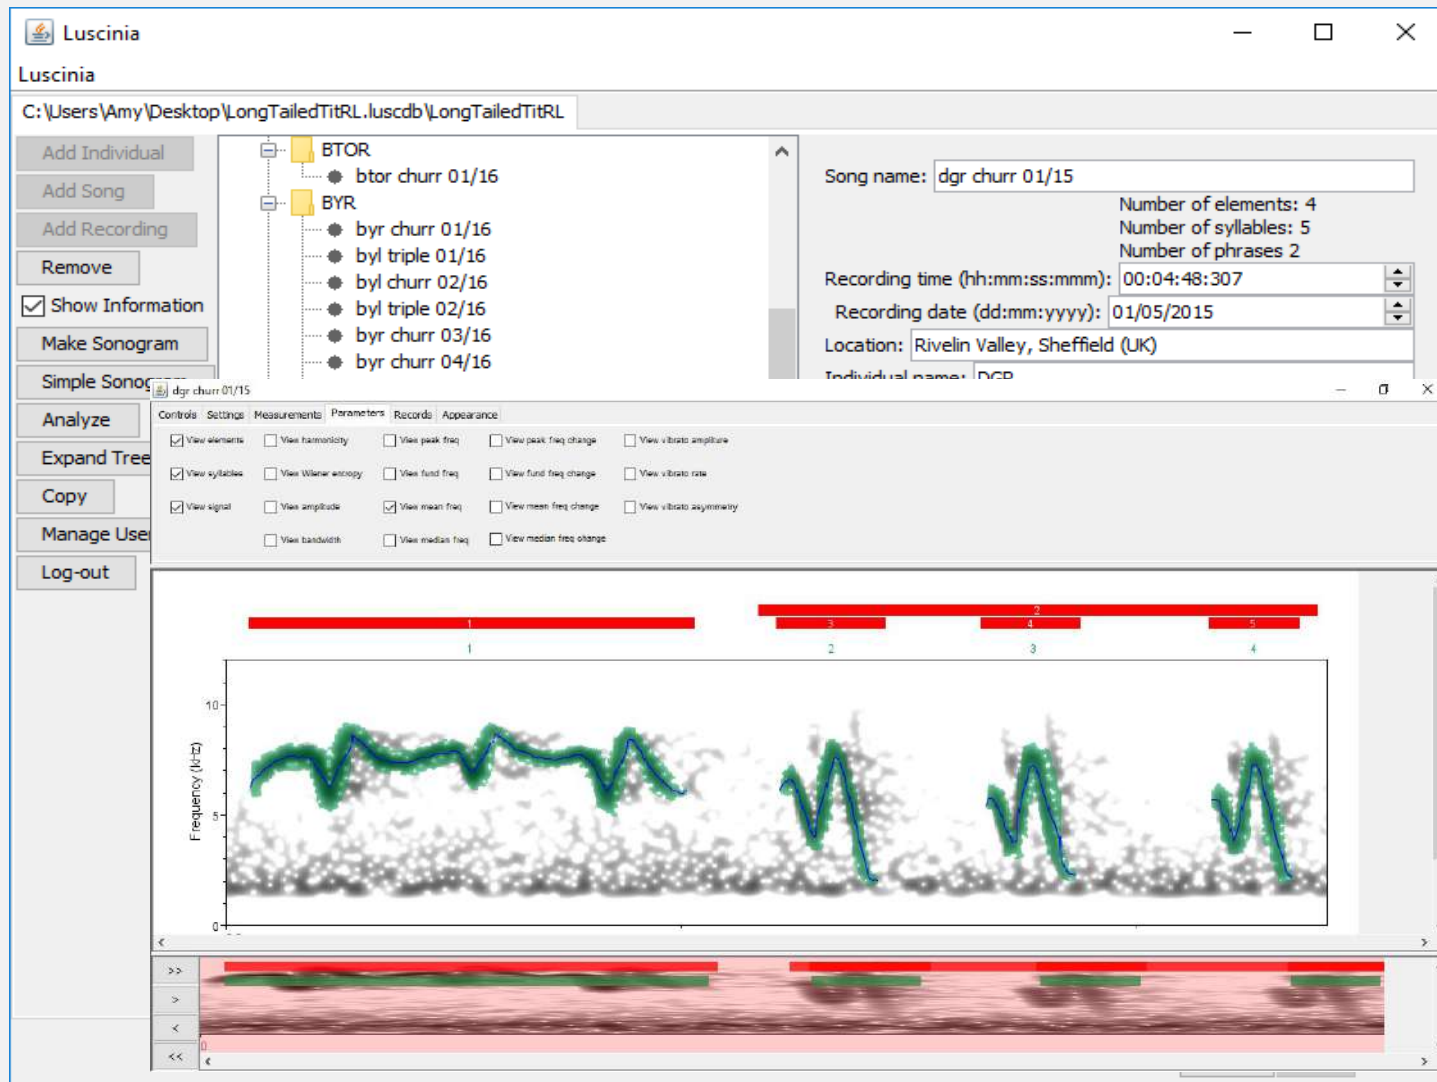 Luscinia
Luscinia
C:\Users\Amy\Desktop\LongTailedTitRL.luscdb\LongTailedTitRL
Add Individual
Add Song
Add Recording
Remove
Show Information
Make Sonogram
Simple Sonogram
Analyze
Expand Tree
Copy
Manage User
Log-out
BTOR
btor churr 01/16
BYR
byr churr 01/16
byl triple 01/16
byl churr 02/16
byl triple 02/16
byr churr 03/16
byr churr 04/16
Song name: dgr churr 01/15
Number of elements: 4
Number of syllables: 5
Number of phrases 2
Recording time (hh:mm:ss:mmm): 00:04:48:307
Recording date (dd:mm:yyyy): 01/05/2015
Location: Rivelin Valley, Sheffield (UK)
Individual name: DGR
dgr churr 01/15
Controls Settings Measurements Parameters Records Appearance
View elements View harmonicity View peak freq View peak freq change View vibrato ampliture
View syllables View Wiener entropy View fund freq View fund freq change View vibrato rate
View signal View amplitude View mean freq View mean freq change View vibrato asymmetry
View bandwidth View median freq View median freq change
2
1 3 4 5
1 2 3 4
10
5
0
Frequency (kHz)
>>
>
<
<<
0